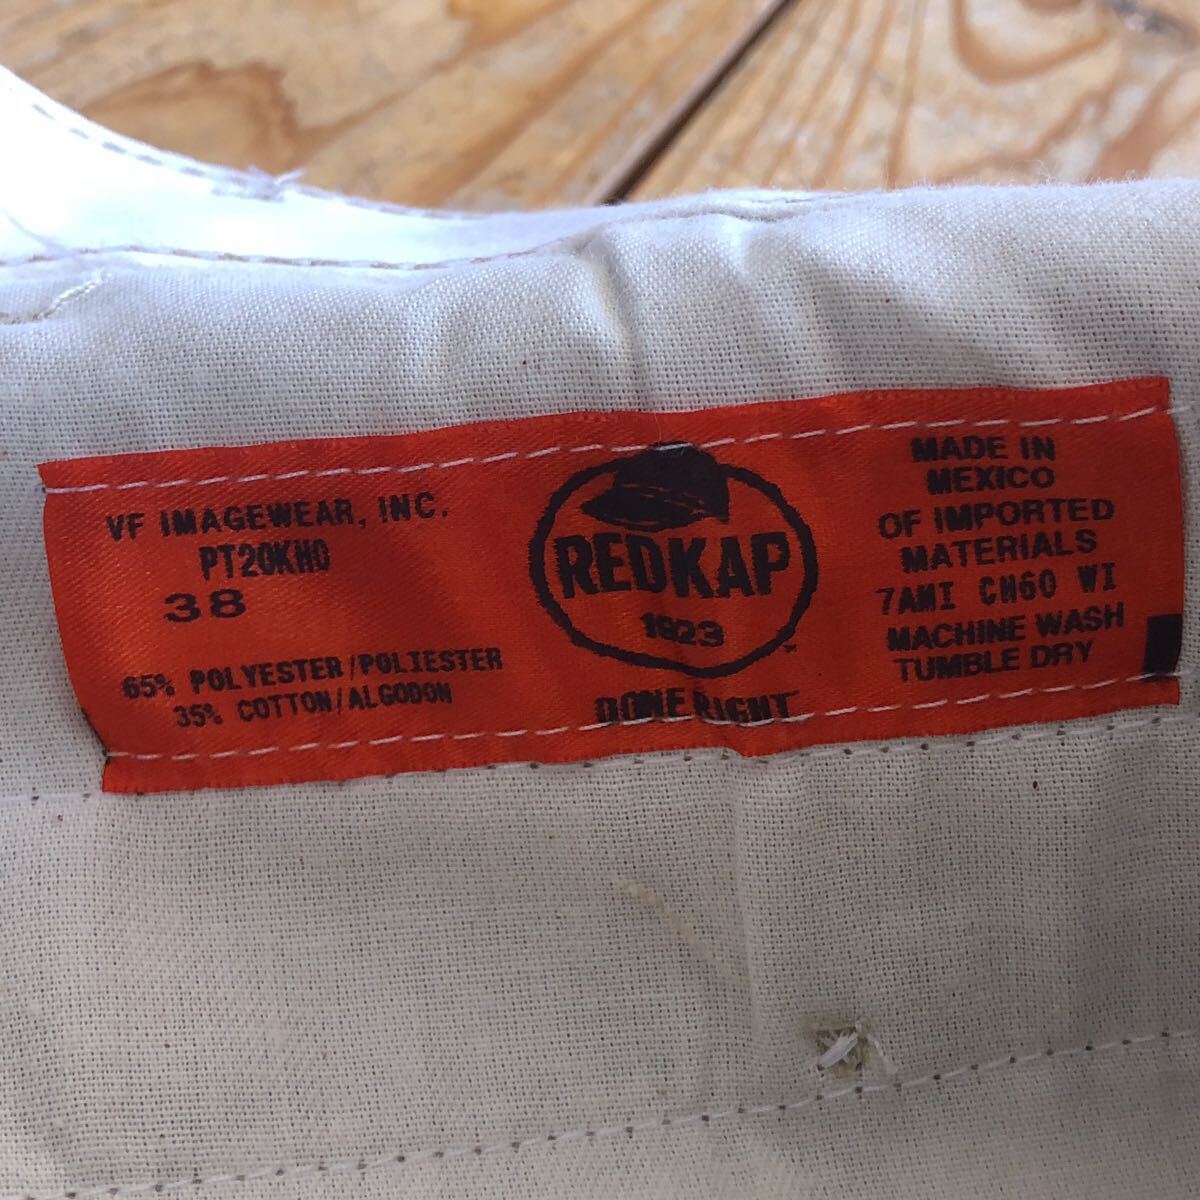 VF IMAGEWEAR, INC.
PT20KH0
38
65% POLYESTER/POLIESTER
35% COTTON/ALGODON
REDKAP
1923
™
DONE RIGHT
MADE IN
MEXICO
OF IMPORTED
MATERIALS
7AMI CH60 WI
MACHINE WASH
TUMBLE DRY